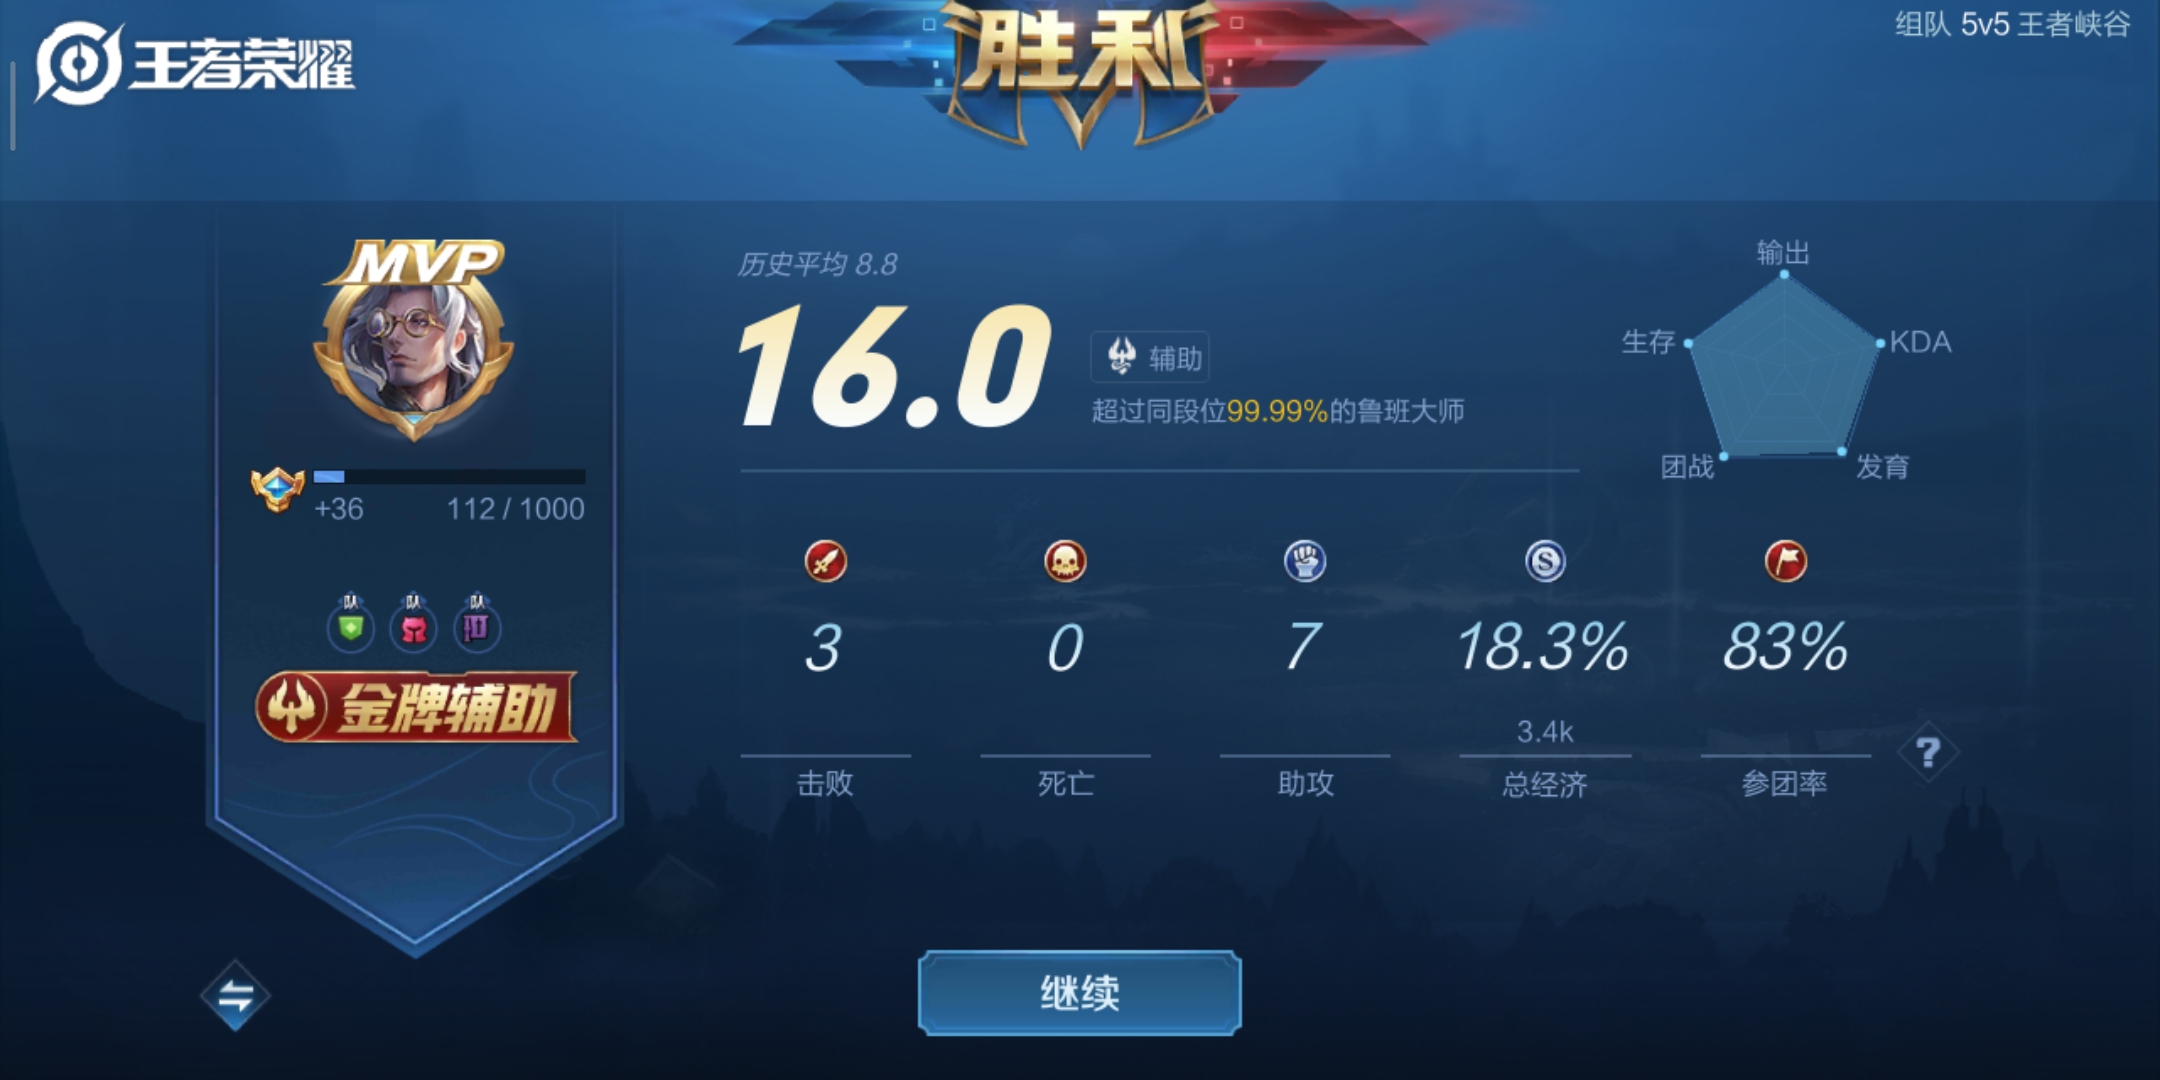 王者荣耀
胜利
组队 5v5 王者峡谷
MVP
+36
112 / 1000
队 队 队
金牌辅助
历史平均 8.8
16.0
辅助
超过同段位99.99%的鲁班大师
输出
生存
KDA
团战
发育
3 0 7 18.3% 83%
3.4k
击败 死亡 助攻 总经济 参团率
?
继续